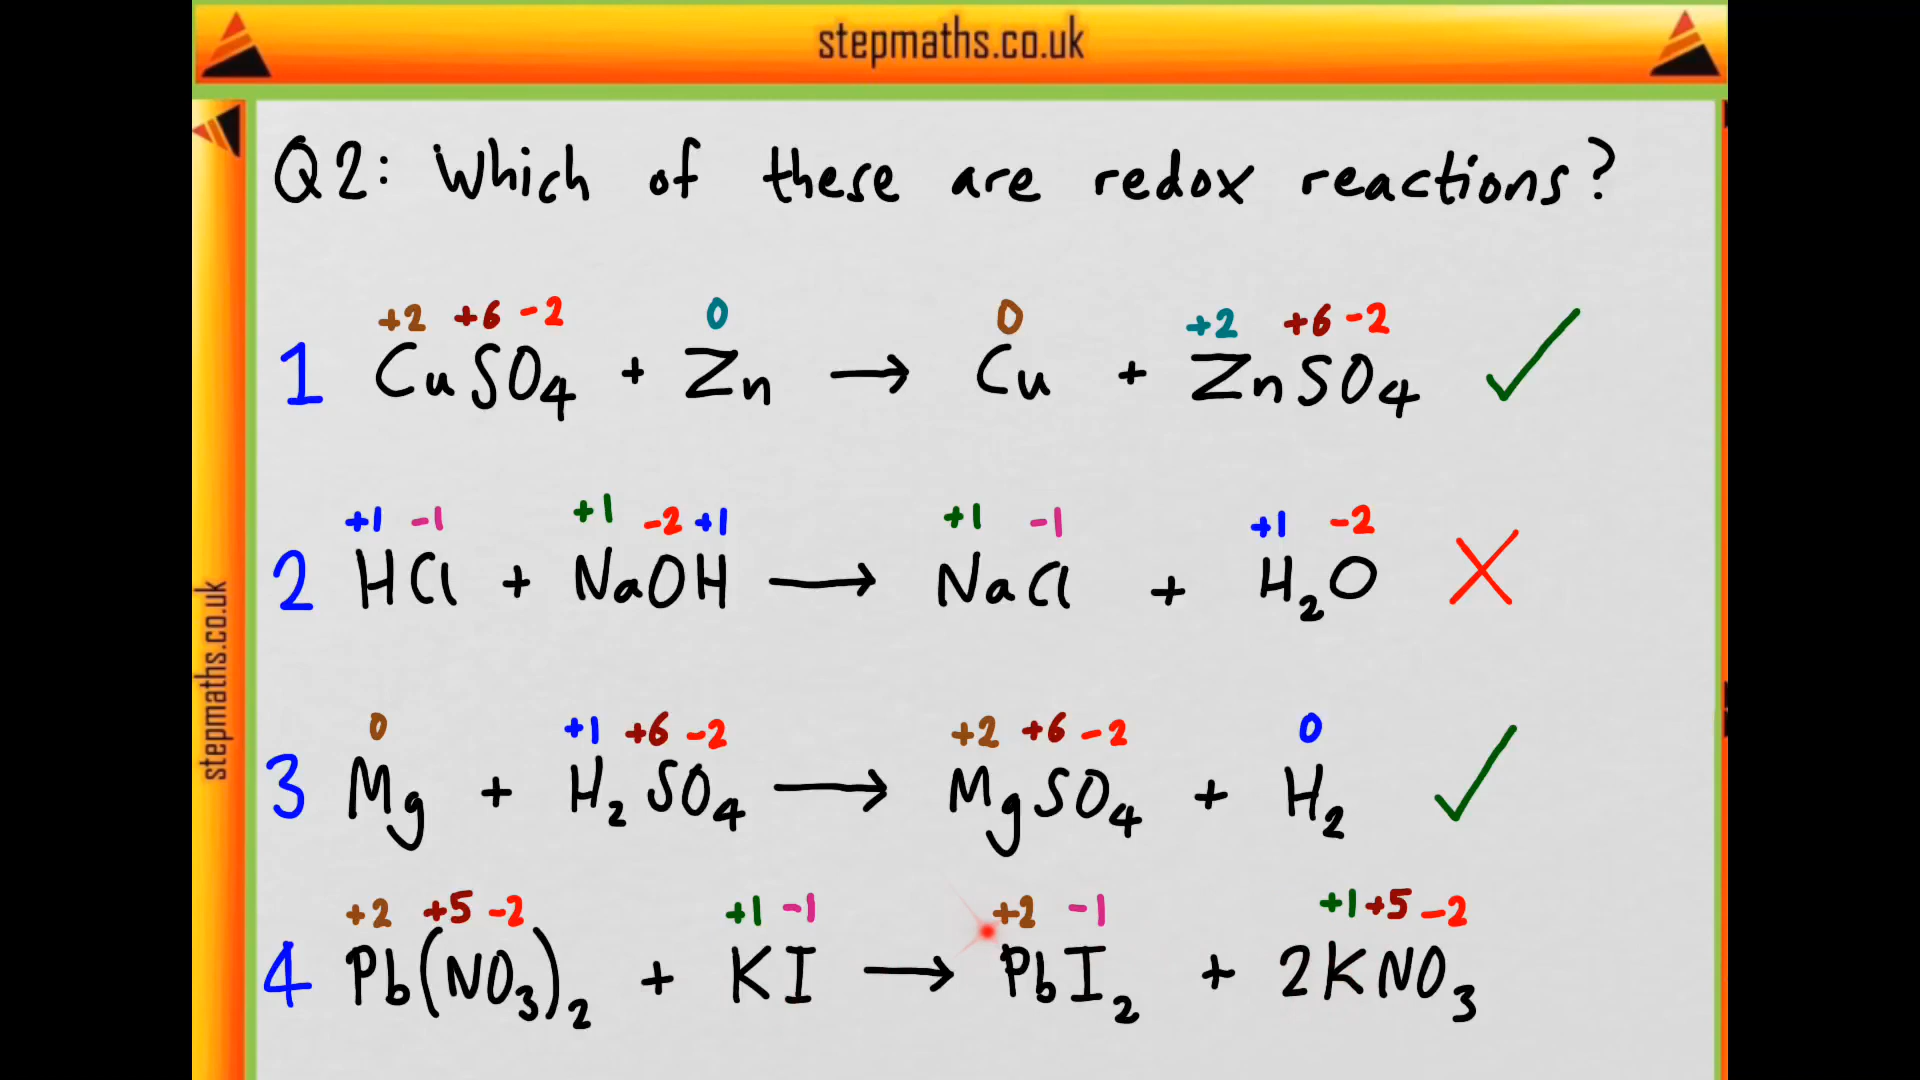 stepmaths.co.uk
stepmaths.co.uk
Q2: Which of these are redox reactions?
+2 +6 -2 0 0 +2 +6 -2
1 CuSO₄ + Zn → Cu + ZnSO₄ ✓
+1 -1 +1 -2 +1 +1 -1 +1 -2
2 HCl + NaOH → NaCl + H₂O ✗
0 +1 +6 -2 +2 +6 -2 0
3 Mg + H₂SO₄ → MgSO₄ + H₂ ✓
+2 +5 -2 +1 -1 +2 -1 +1 +5 -2
4 Pb(NO₃)₂ + KI → PbI₂ + 2KNO₃